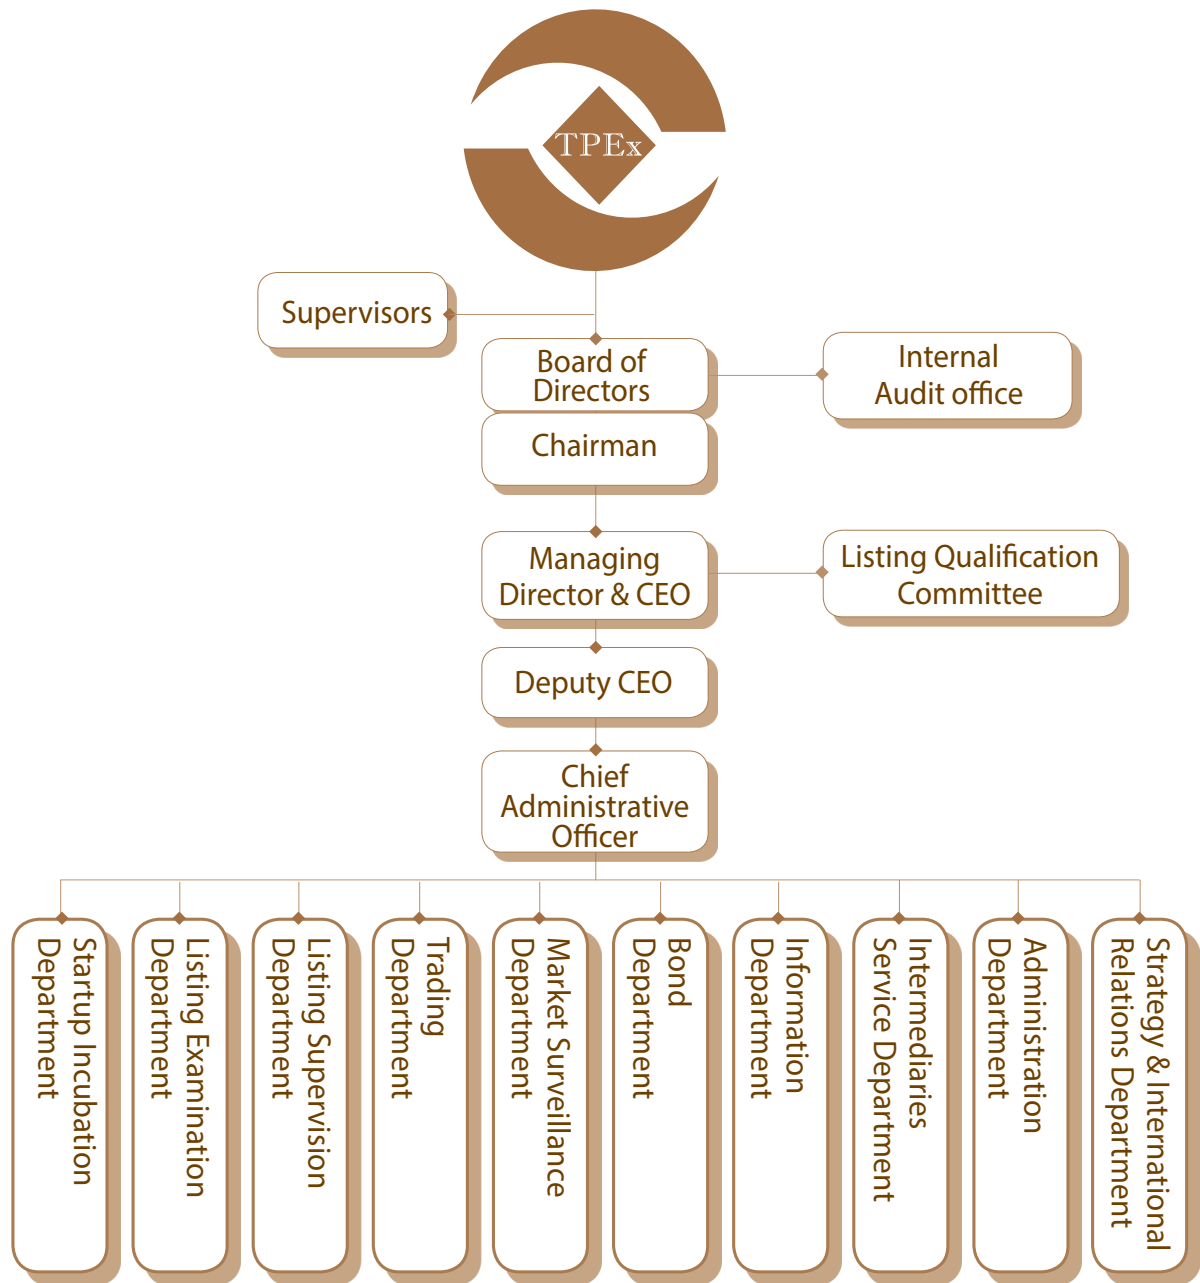 TPEx
Supervisors
Board of
Directors
Internal
Audit office
Chairman
Managing
Director & CEO
Listing Qualification
Committee
Deputy CEO
Chief
Administrative
Officer
Startup Incubation
Department
Listing Examination
Department
Listing Supervision
Department
Trading
Department
Market Surveillance
Department
Bond
Department
Information
Department
Intermediaries
Service Department
Administration
Department
Strategy & International
Relations Department